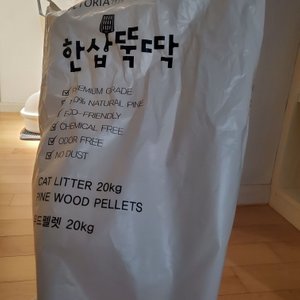 한삽뚝딱
PREMIUM GRADE
NATURAL PINE
ECO-FRIENDLY
CHEMICAL FREE
ODOR FREE
NO DUST
CAT LITTER 20kg
PINE WOOD PELLETS
우드펠렛 20kg